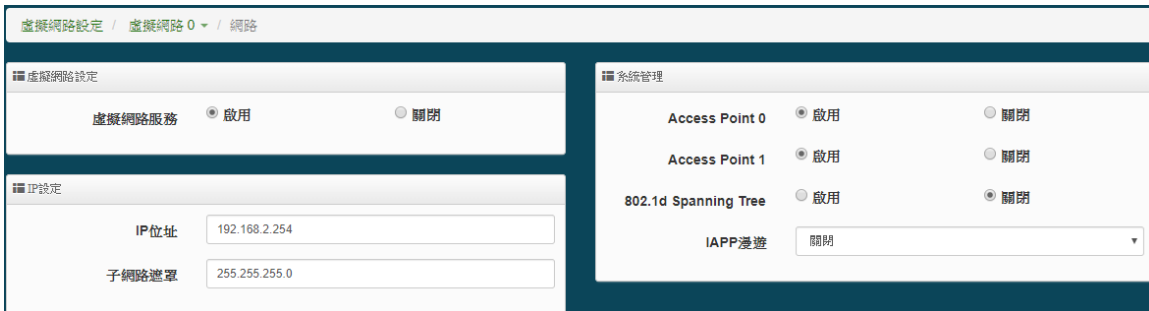 虛擬網路設定 / 虛擬網路 0 / 網路
虛擬網路設定
虛擬網路服務 啟用 關閉
IP設定
IP位址 192.168.2.254
子網路遮罩 255.255.255.0
系統管理
Access Point 0 啟用 關閉
Access Point 1 啟用 關閉
802.1d Spanning Tree 啟用 關閉
IAPP漫遊 關閉